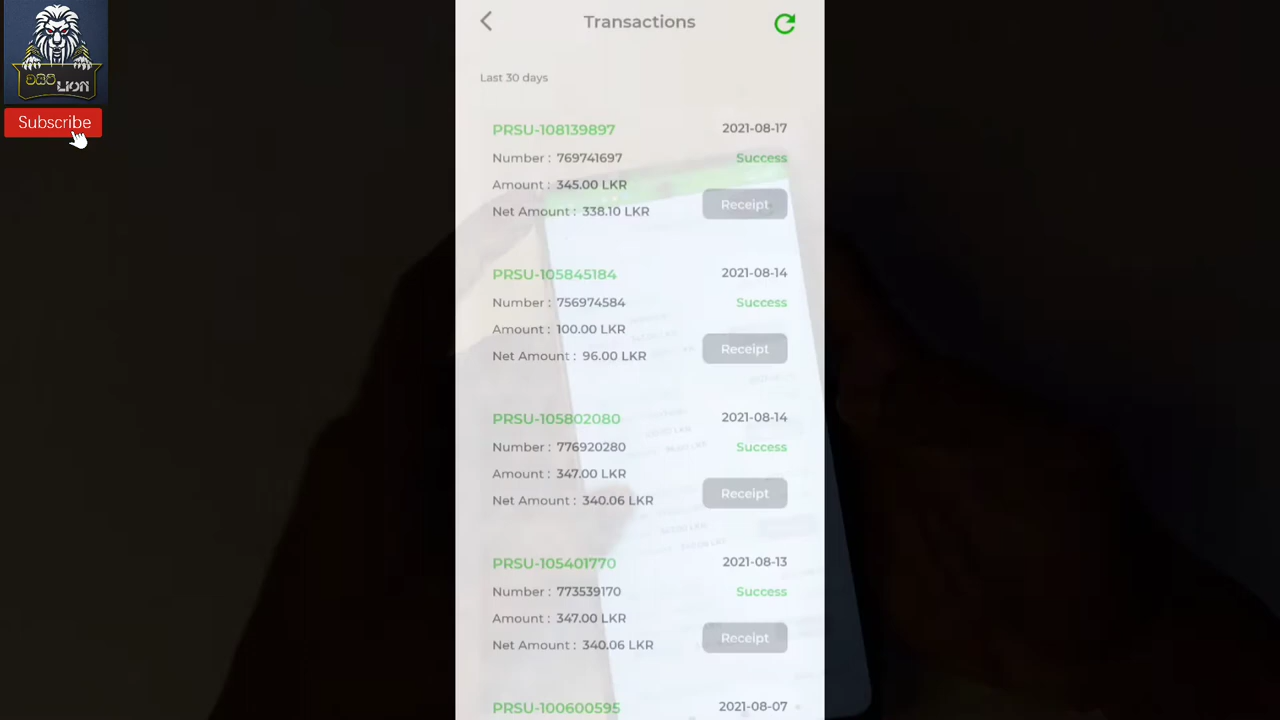 වයිපී LION
Subscribe
Transactions
Last 30 days
PRSU-108139897
2021-08-17
Number : 769741697
Success
Amount : 345.00 LKR
Net Amount : 338.10 LKR
Receipt
PRSU-105845184
2021-08-14
Number : 756974584
Success
Amount : 100.00 LKR
Net Amount : 96.00 LKR
Receipt
PRSU-105802080
2021-08-14
Number : 776920280
Success
Amount : 347.00 LKR
Net Amount : 340.06 LKR
Receipt
PRSU-105401770
2021-08-13
Number : 773539170
Success
Amount : 347.00 LKR
Net Amount : 340.06 LKR
Receipt
PRSU-100600595
2021-08-07